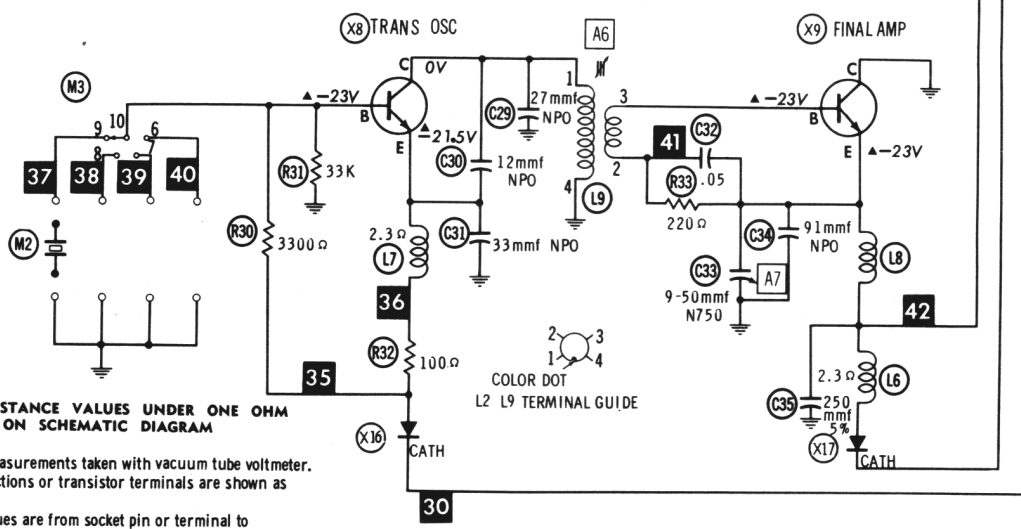 X8 TRANS OSC
A6
X9 FINAL AMP
M3
C
0V
1
C
10
▲ -23V
9
6
B
C29
27mmf
NPO
3
▲ -23V
B
8
▲
-21.5V
E
41
C32
E
▲ -23V
37
38
39
40
R31
33K
C30
12mmf
NPO
2
R33
.05
4
L9
220Ω
R30
3300Ω
2.3Ω
L7
C31
33mmf NPO
C34
91mmf
NPO
M2
C33
A7
L8
9-50mmf
N750
36
42
R32
100Ω
2
3
1
4
COLOR DOT
L2 L9 TERMINAL GUIDE
35
2.3Ω
L6
C35
250
mmf
5%
STANCE VALUES UNDER ONE OHM
ON SCHEMATIC DIAGRAM
X16
CATH
X17
CATH
asurements taken with vacuum tube voltmeter.
ctions or transistor terminals are shown as
30
ues are from socket pin or terminal to